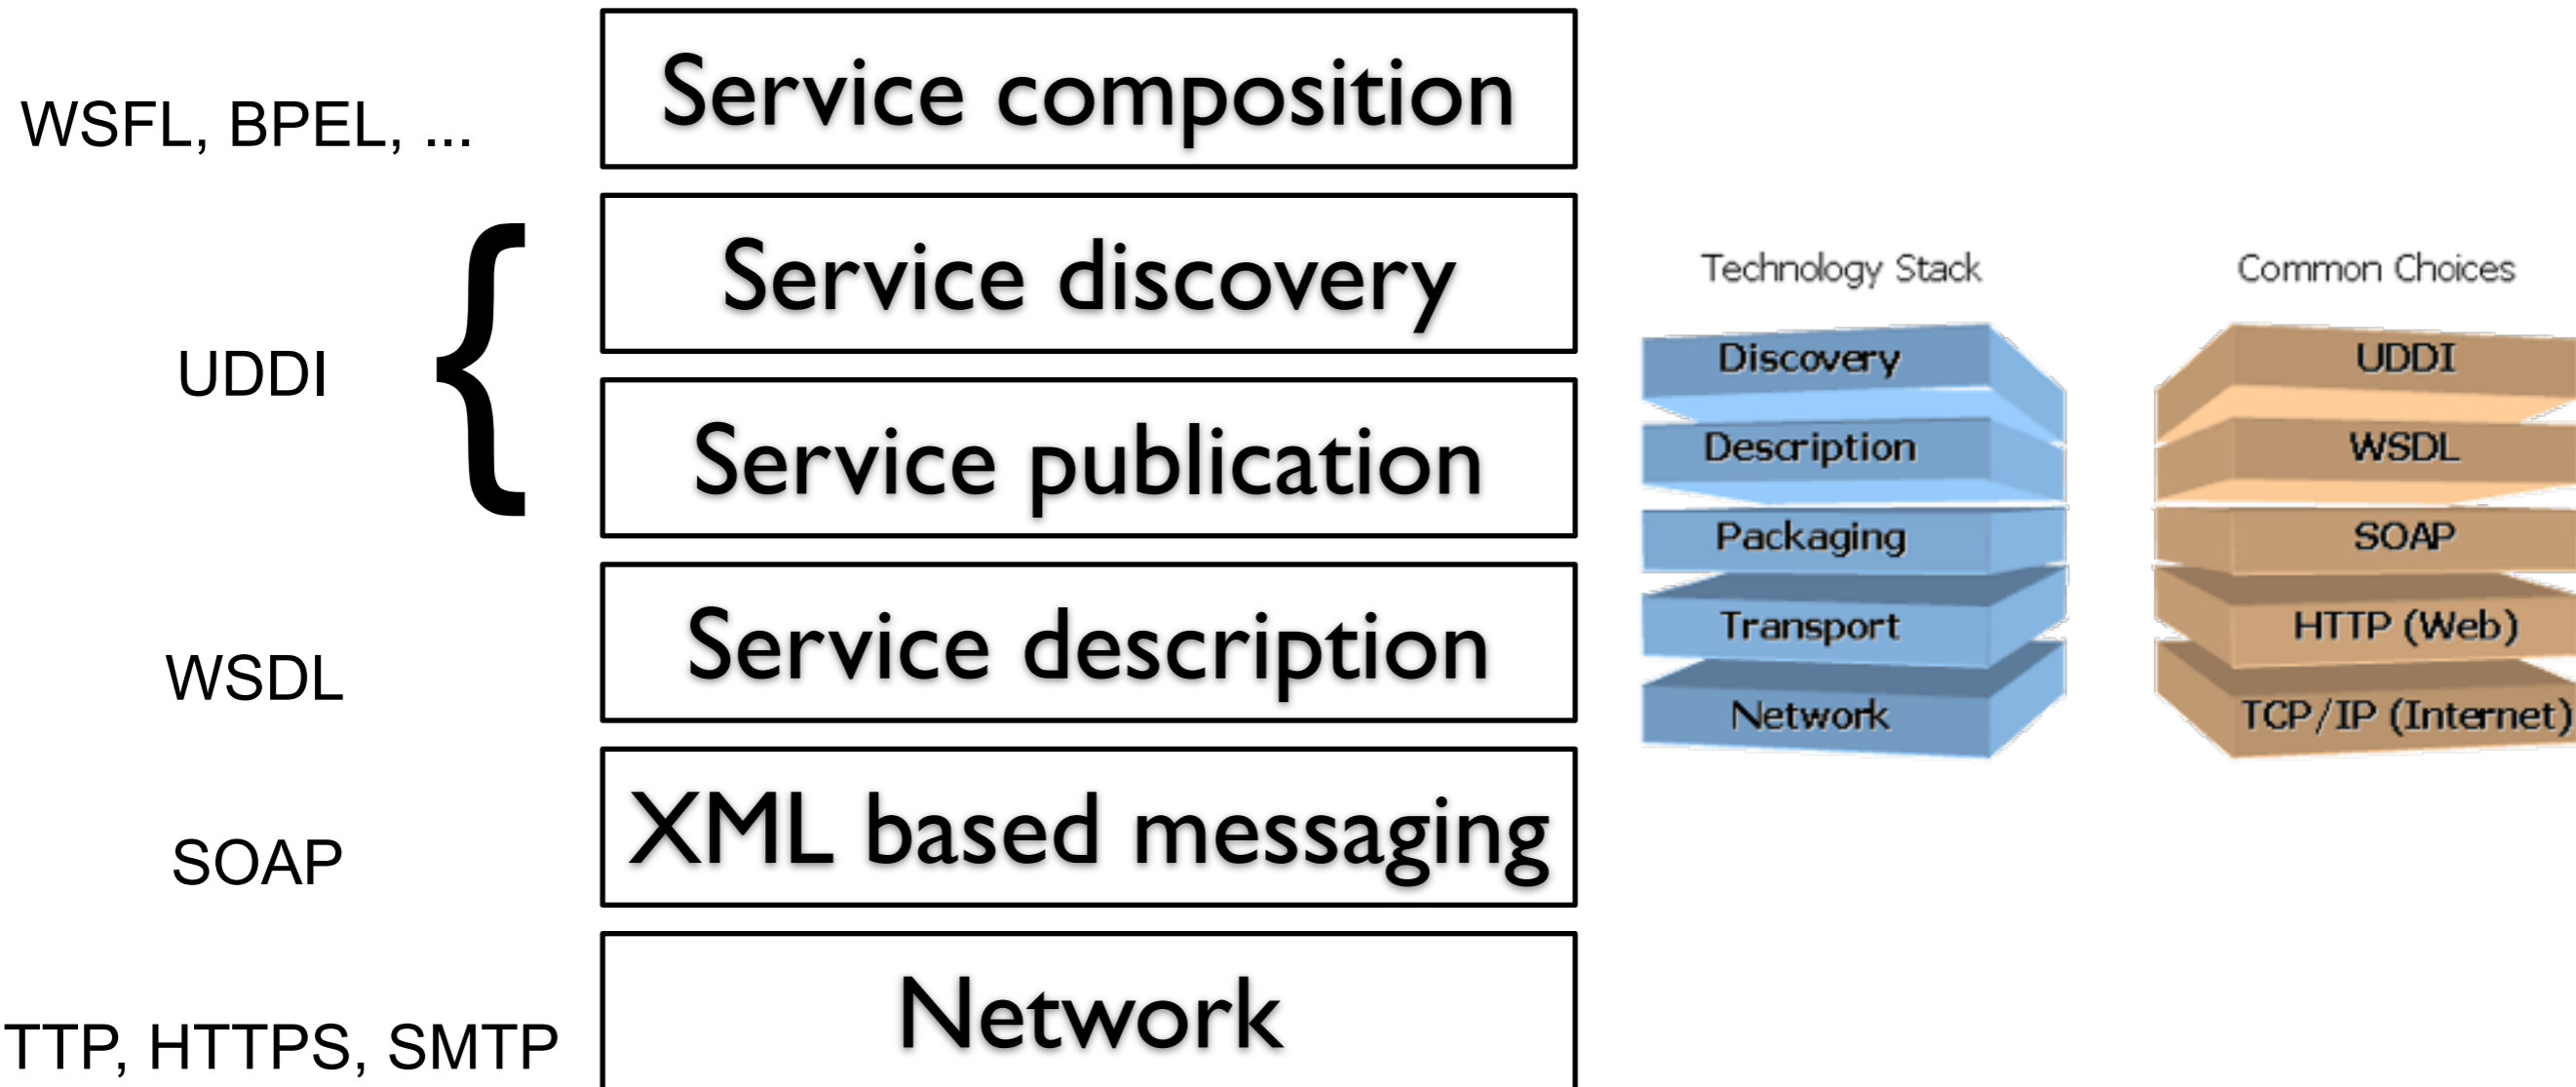 WSFL, BPEL, ...
Service composition
UDDI
{
Service discovery
Service publication
WSDL
Service description
SOAP
XML based messaging
TTP, HTTPS, SMTP
Network
Technology Stack
Discovery
Description
Packaging
Transport
Network
Common Choices
UDDI
WSDL
SOAP
HTTP (Web)
TCP/IP (Internet)